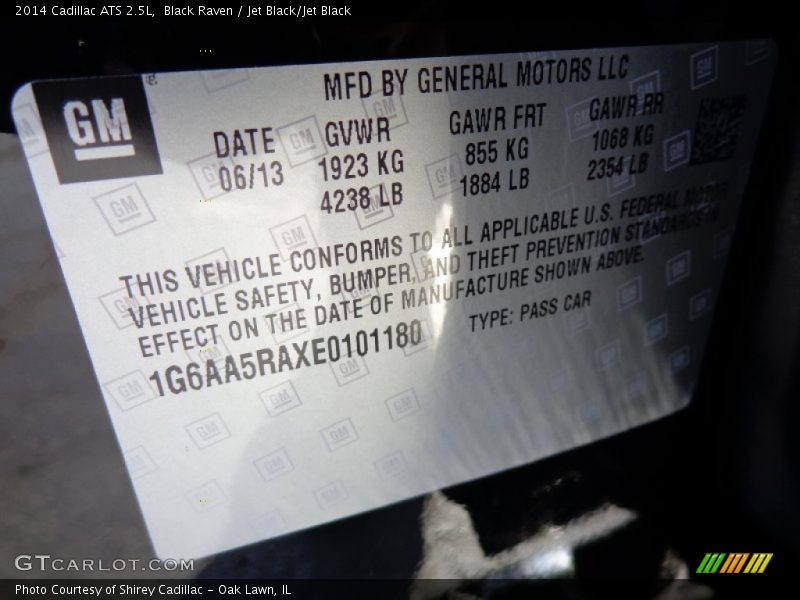 2014 Cadillac ATS 2.5L,  Black Raven / Jet Black/Jet Black
GM
MFD BY GENERAL MOTORS LLC
DATE GVWR GAWR FRT GAWR RR
06/13 1923 KG 855 KG 1068 KG
4238 LB 1884 LB 2354 LB
THIS VEHICLE CONFORMS TO ALL APPLICABLE U.S. FEDERAL MOTOR
VEHICLE SAFETY, BUMPER, AND THEFT PREVENTION STANDARDS IN
EFFECT ON THE DATE OF MANUFACTURE SHOWN ABOVE.
1G6AA5RAXE0101180 TYPE: PASS CAR
GTCARLOT.COM
Photo Courtesy of Shirey Cadillac - Oak Lawn, IL